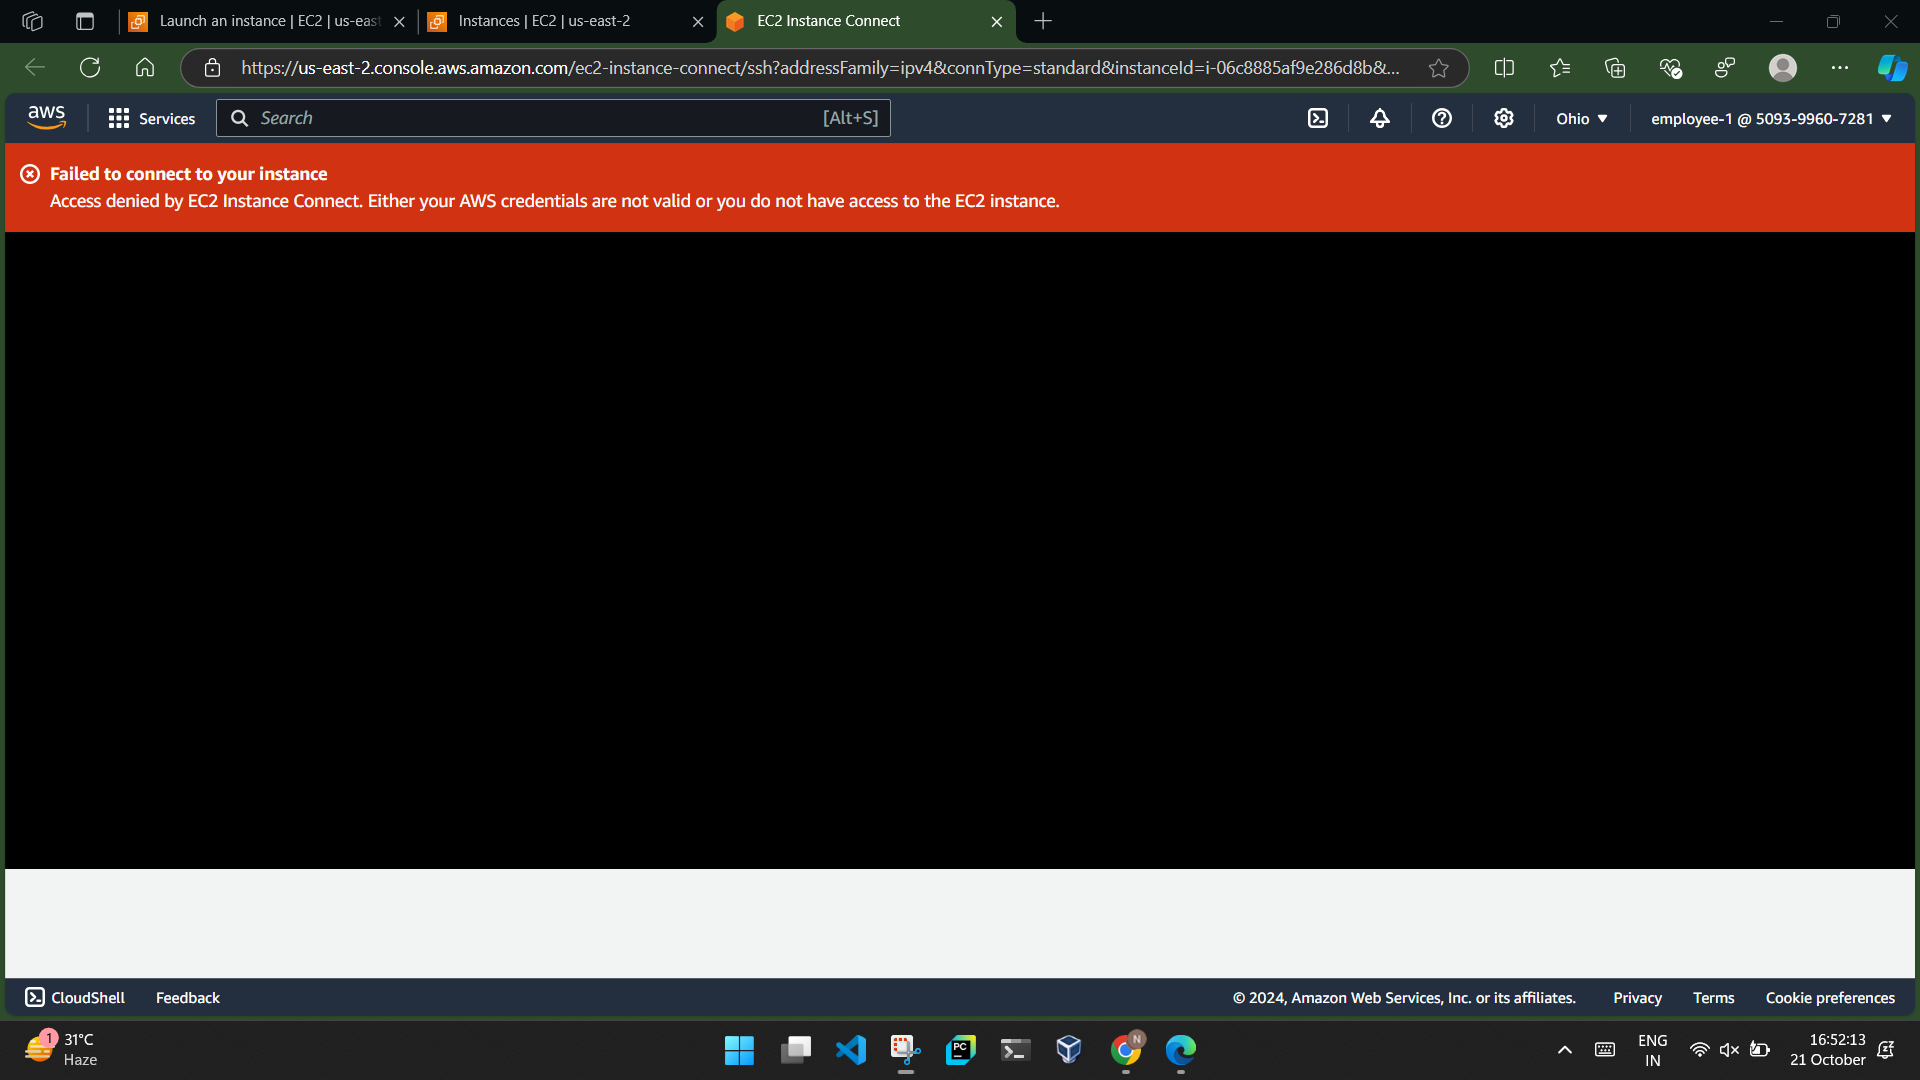 Launch an instance | EC2 | us-east
Instances | EC2 | us-east-2
EC2 Instance Connect
https://us-east-2.console.aws.amazon.com/ec2-instance-connect/ssh?addressFamily=ipv4&connType=standard&instanceId=i-06c8885af9e286d8b&...
aws
Services
Search
[Alt+S]
Ohio
employee-1 @ 5093-9960-7281
Failed to connect to your instance
Access denied by EC2 Instance Connect. Either your AWS credentials are not valid or you do not have access to the EC2 instance.
CloudShell
Feedback
© 2024, Amazon Web Services, Inc. or its affiliates.
Privacy
Terms
Cookie preferences
1
31°C
Haze
PC
N
ENG
IN
16:52:13
21 October